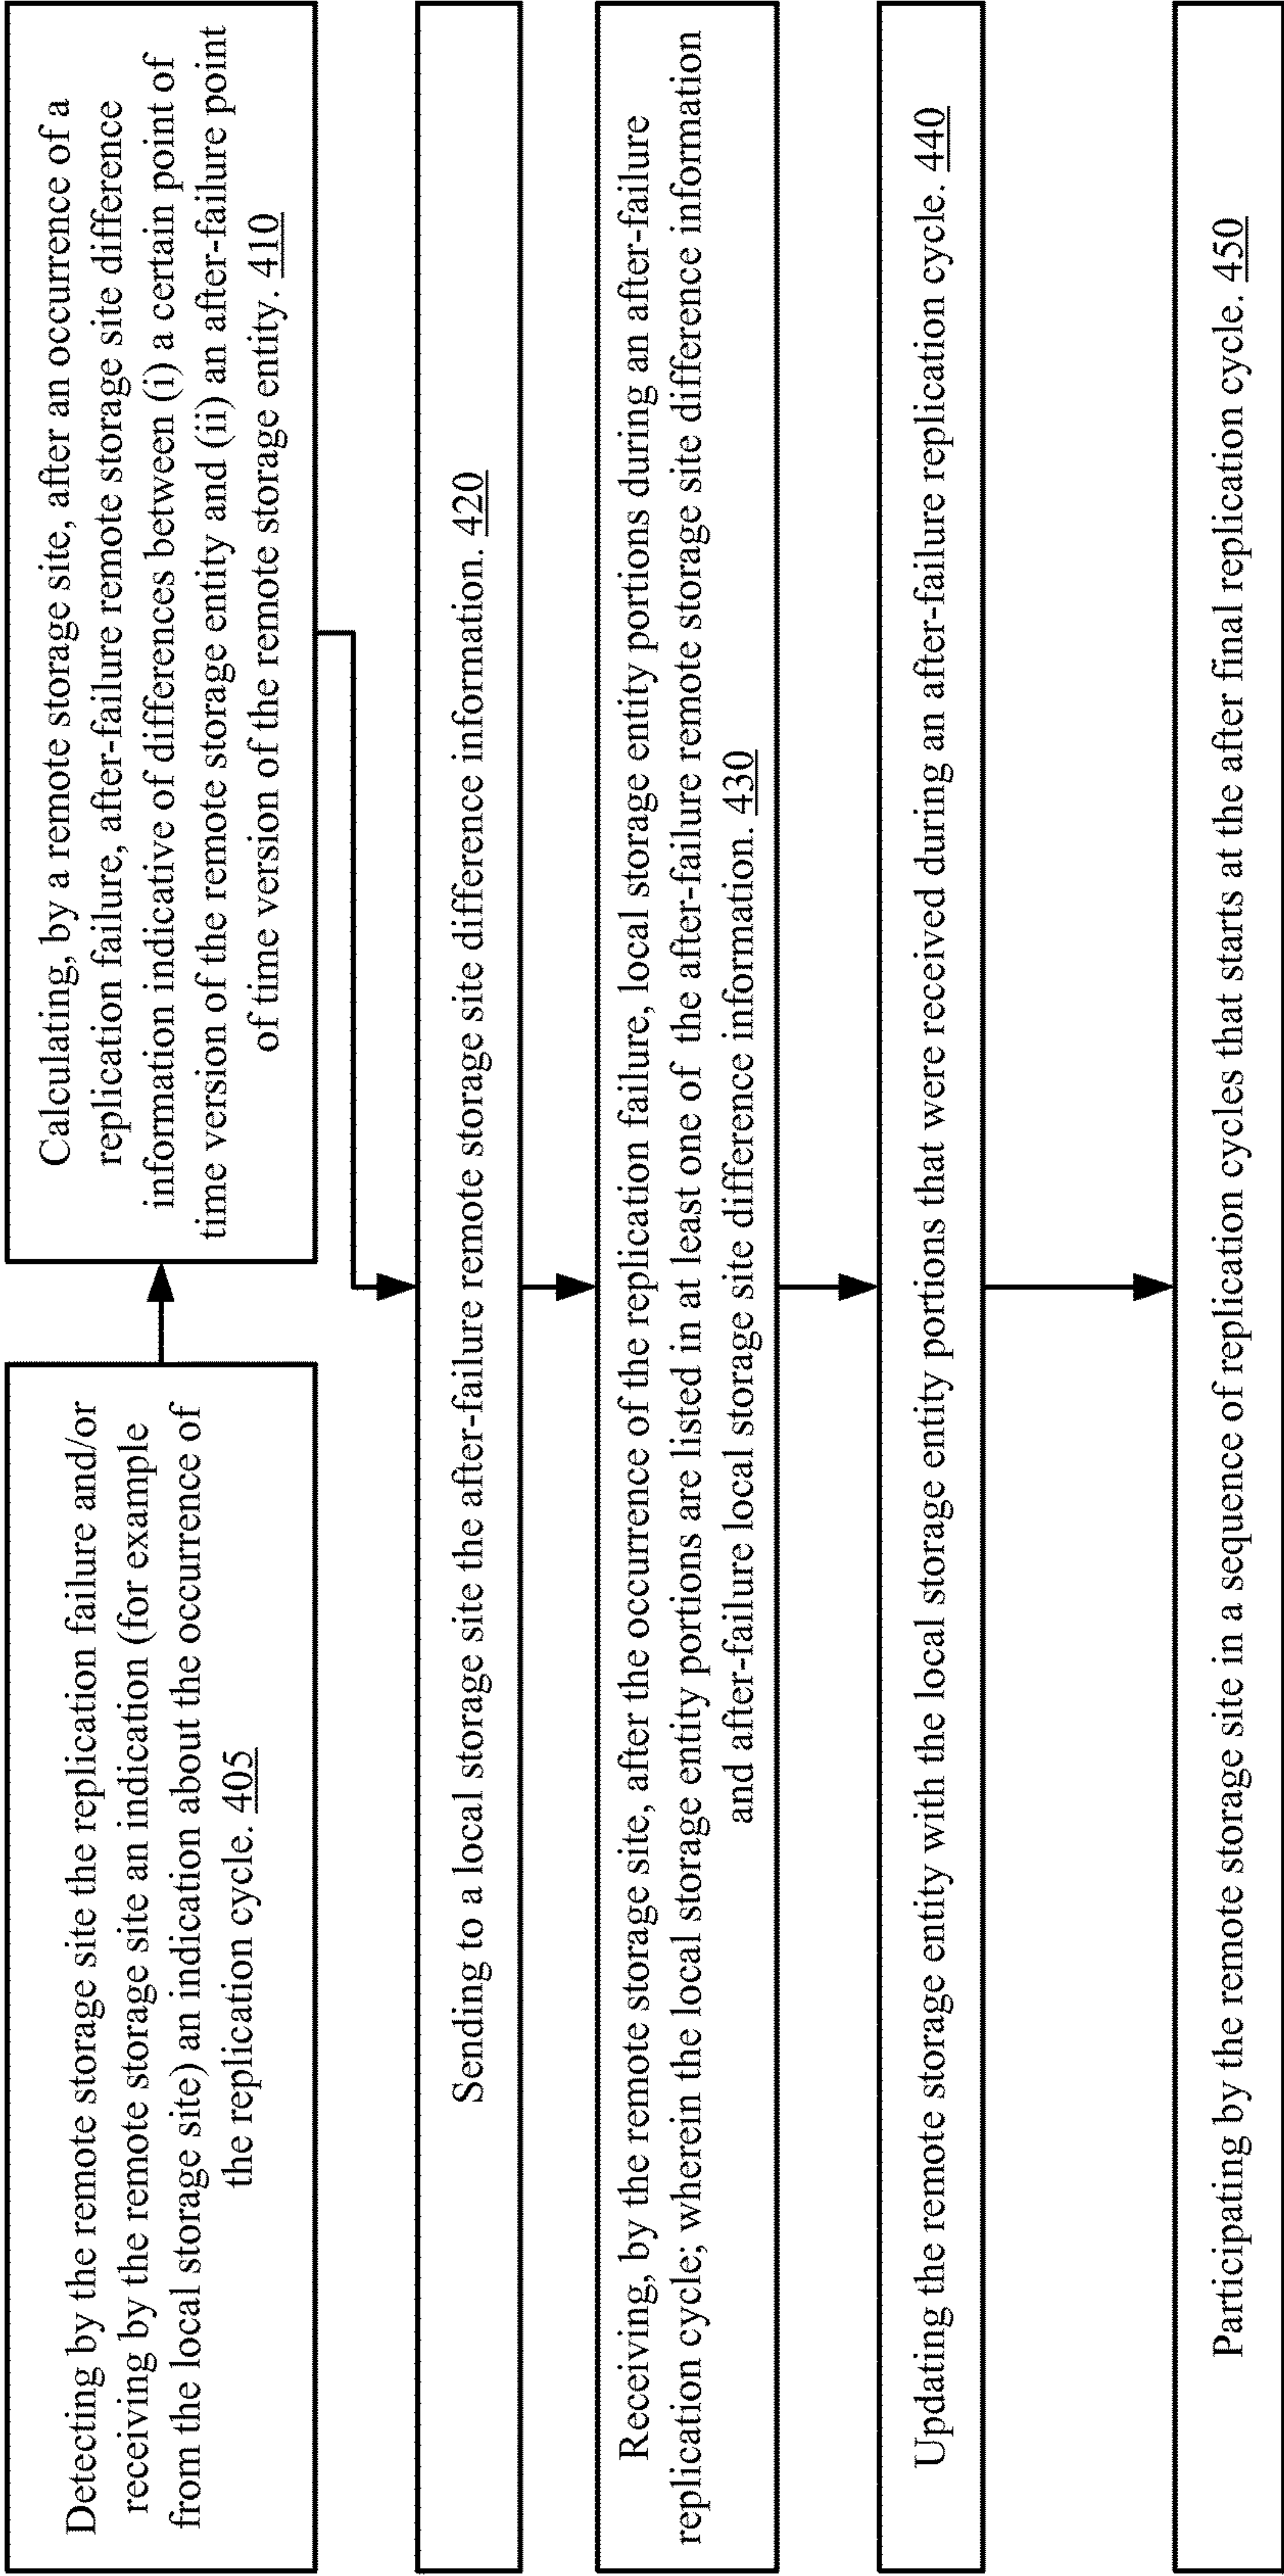 Detecting by the remote storage site the replication failure and/or
receiving by the remote storage site an indication (for example
from the local storage site) an indication about the occurrence of
the replication cycle. 405
Calculating, by a remote storage site, after an occurrence of a
replication failure, after-failure remote storage site difference
information indicative of differences between (i) a certain point of
time version of the remote storage entity and (ii) an after-failure point
of time version of the remote storage entity. 410
Sending to a local storage site the after-failure remote storage site difference information. 420
Receiving, by the remote storage site, after the occurrence of the replication failure, local storage entity portions during an after-failure
replication cycle; wherein the local storage entity portions are listed in at least one of the after-failure remote storage site difference information
and after-failure local storage site difference information. 430
Updating the remote storage entity with the local storage entity portions that were received during an after-failure replication cycle. 440
Participating by the remote storage site in a sequence of replication cycles that starts at the after final replication cycle. 450